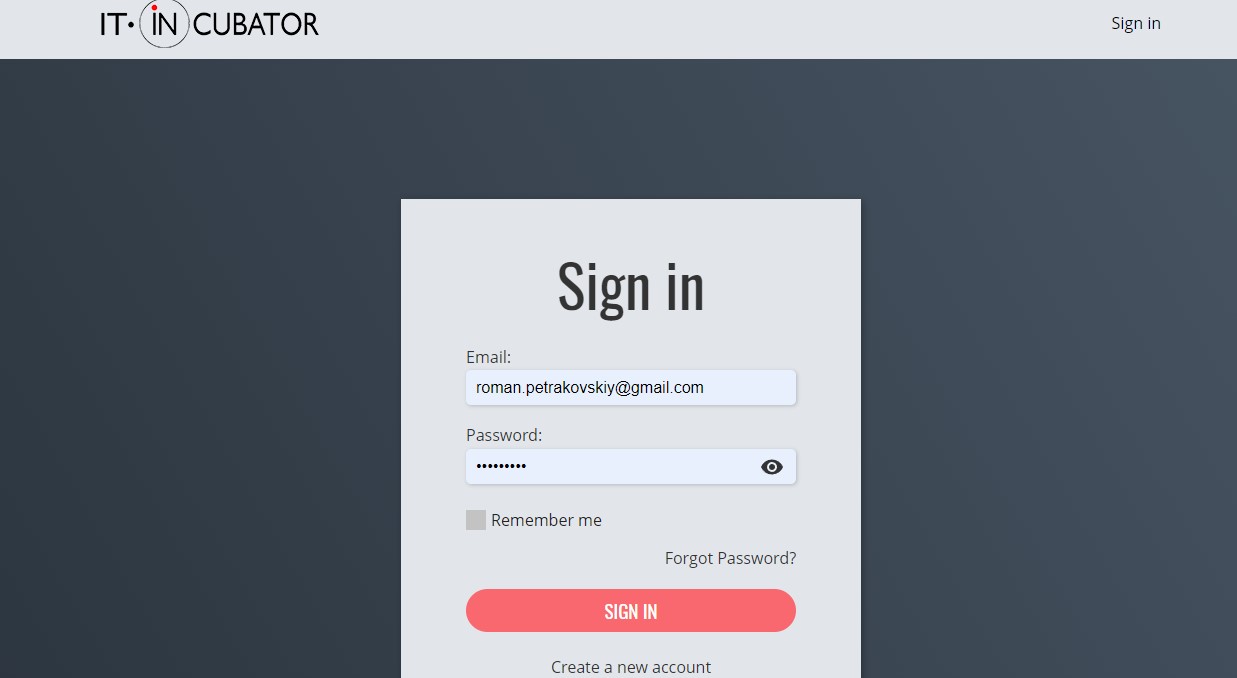 IT·INCUBATOR
Sign in
Sign in
Email:
roman.petrakovskiy@gmail.com
Password:
•••••••••
Remember me
Forgot Password?
SIGN IN
Create a new account